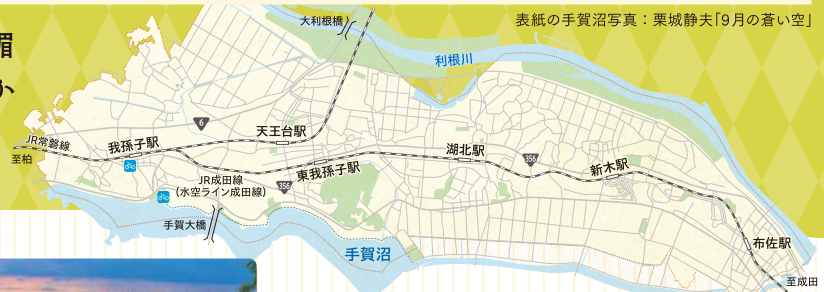 表紙の手賀沼写真：栗城静夫「9月の蒼い空」
大利根橋
利根川
6
天王台駅
我孫子駅
JR常磐線
至柏
湖北駅
356
新木駅
東我孫子駅
JR成田線
(水空ライン成田線)
356
手賀大橋
手賀沼
布佐駅
至成田
か